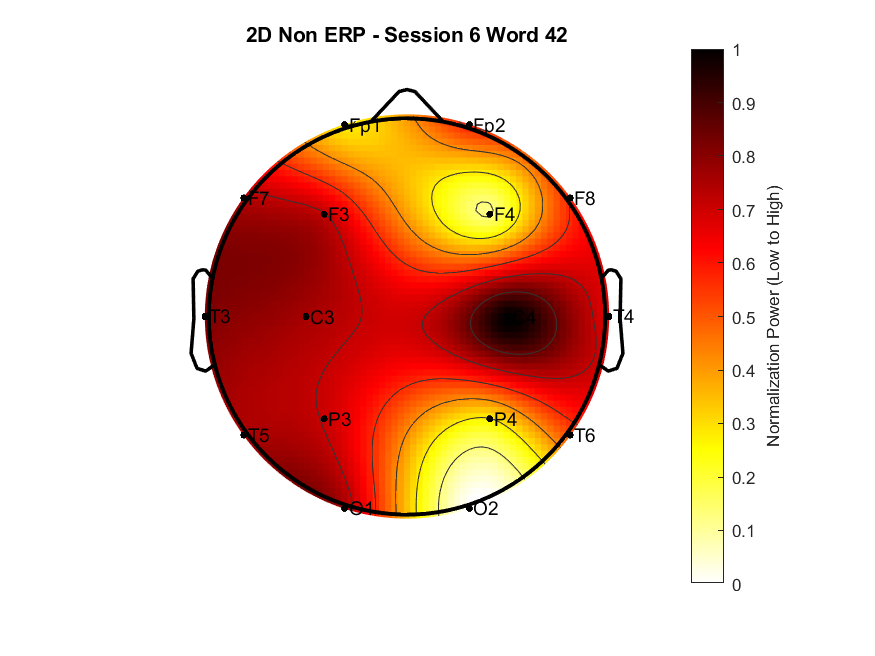 2D Non ERP - Session 6 Word 42
Fp1
Fp2
F7
F3
F4
F8
T3
C3
T4
T5
P3
P4
T6
O1
O2
1
0.9
0.8
0.7
0.6
0.5
0.4
0.3
0.2
0.1
0
Normalization Power (Low to High)